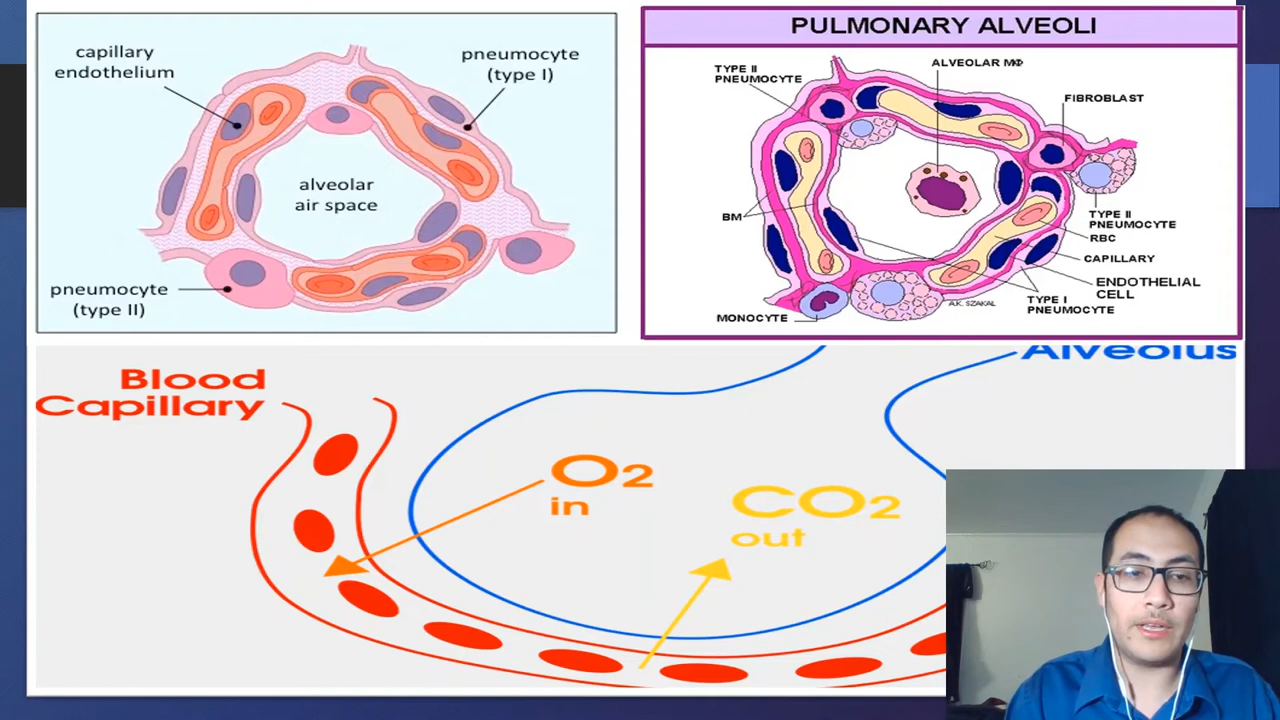 capillary
endothelium
pneumocyte
(type I)
alveolar
air space
pneumocyte
(type II)
PULMONARY ALVEOLI
TYPE II
PNEUMOCYTE
ALVEOLAR MΦ
FIBROBLAST
BM
TYPE II
PNEUMOCYTE
RBC
CAPILLARY
ENDOTHELIAL
CELL
TYPE I
PNEUMOCYTE
A.K. SZAKAL
MONOCYTE
Alveolus
Blood
Capillary
O2
in
CO2
out